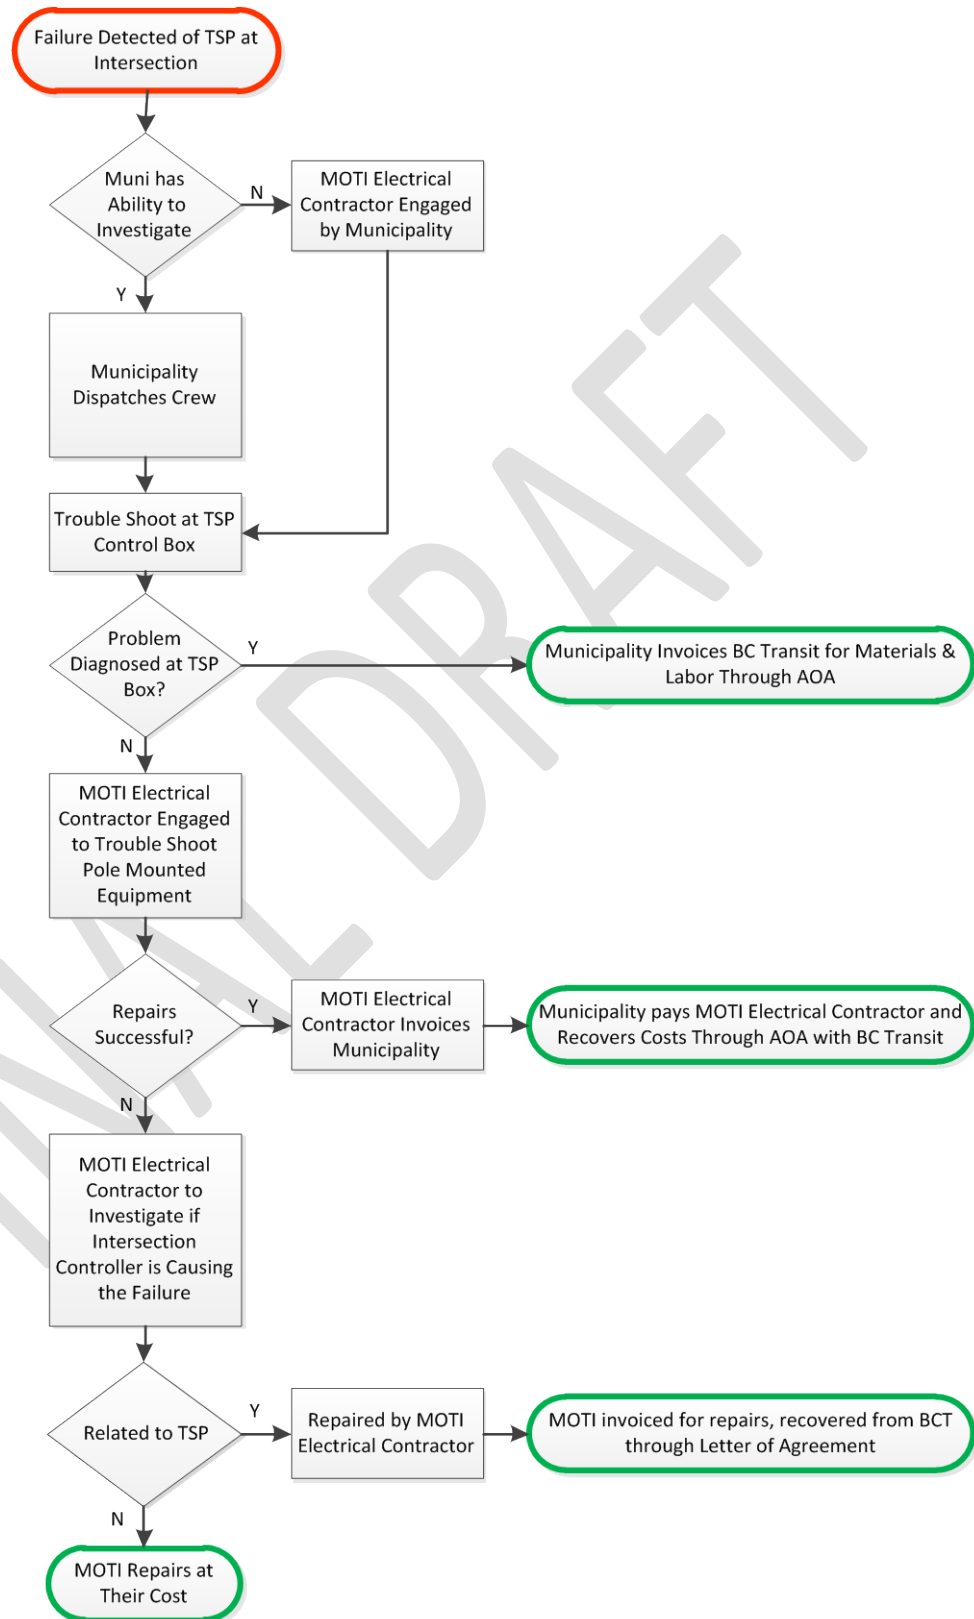 Failure Detected of TSP at
Intersection
Muni has
Ability to
Investigate
N
MOTI Electrical
Contractor Engaged
by Municipality
Y
Municipality
Dispatches Crew
Trouble Shoot at TSP
Control Box
Problem
Diagnosed at TSP
Box?
Y
Municipality Invoices BC Transit for Materials &
Labor Through AOA
N
MOTI Electrical
Contractor Engaged
to Trouble Shoot
Pole Mounted
Equipment
Repairs
Successful?
Y
MOTI Electrical
Contractor Invoices
Municipality
Municipality pays MOTI Electrical Contractor and
Recovers Costs Through AOA with BC Transit
N
MOTI Electrical
Contractor to
Investigate if
Intersection
Controller is Causing
the Failure
Related to TSP
Y
Repaired by MOTI
Electrical Contractor
MOTI invoiced for repairs, recovered from BCT
through Letter of Agreement
N
MOTI Repairs at
Their Cost
DRAFT